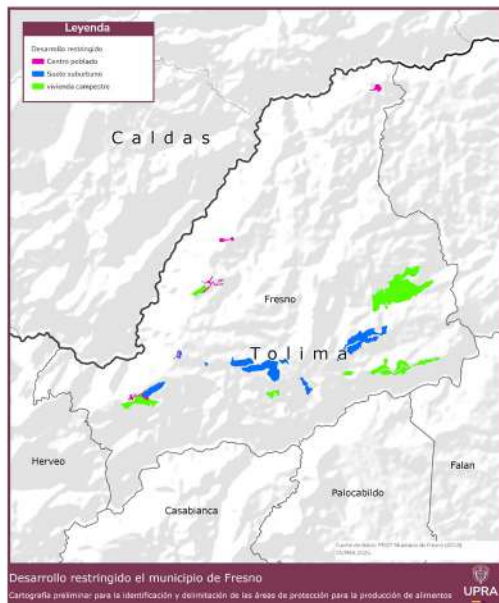 Leyenda
Desarrollo restringido
Centro poblado
Suelo suburbano
vivienda campestre
Caldas
Fresno
Tolima
Herveo
Falan
Palocabildo
Casabianca
Desarrollo restringido el municipio de Fresno
Cartografía preliminar para la identificación y delimitación de las áreas de protección para la producción de alimentos
UPRA